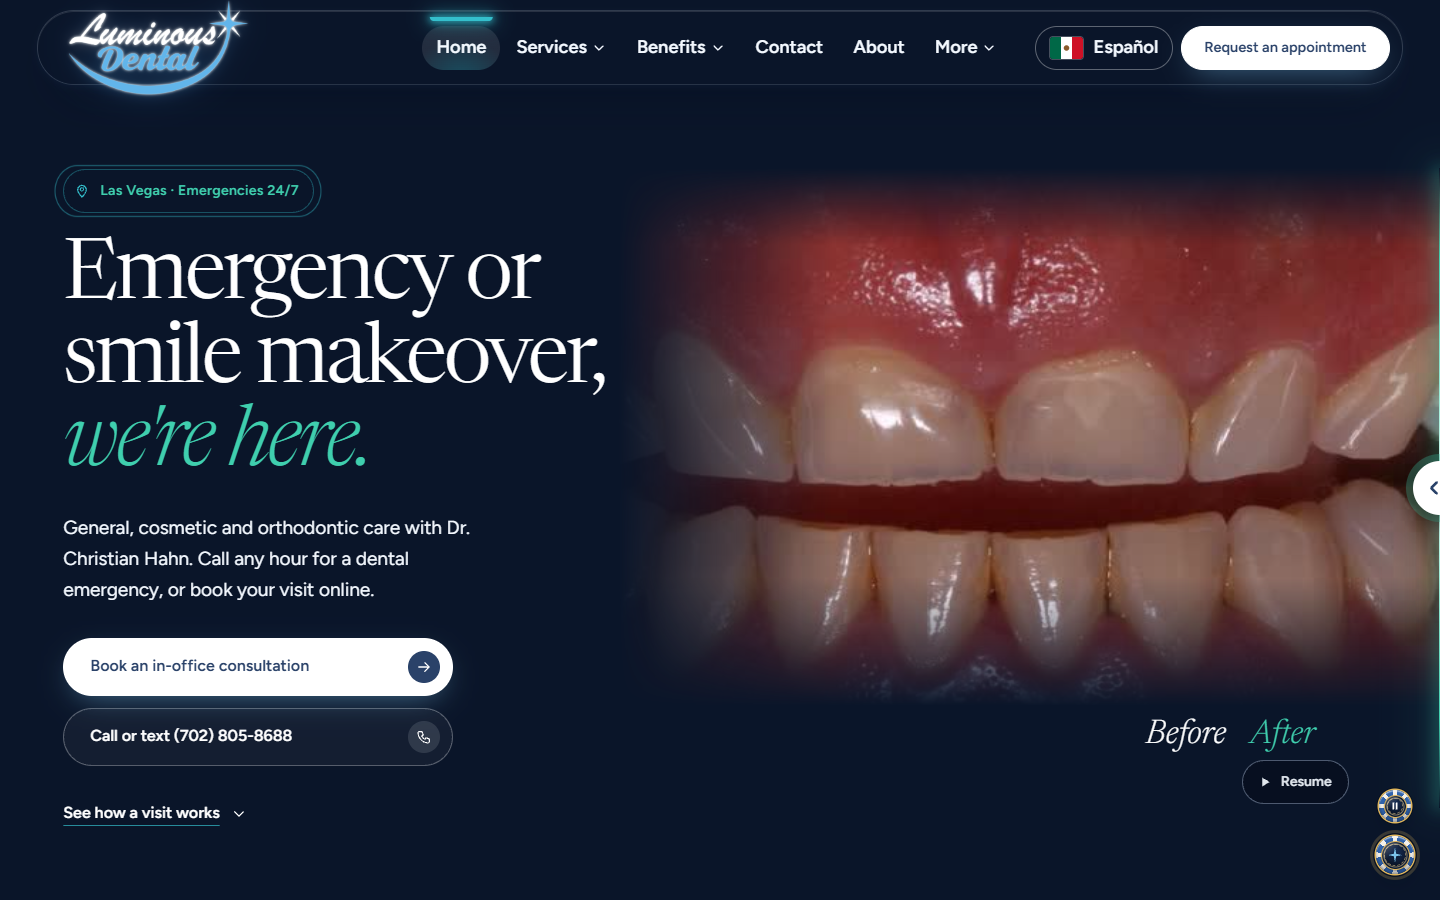 Luminous
Dental
Home
Services
Benefits
Contact
About
More
Español
Request an appointment
Las Vegas · Emergencies 24/7
Emergency or
smile makeover,
we're here.
General, cosmetic and orthodontic care with Dr.
Christian Hahn. Call any hour for a dental
emergency, or book your visit online.
Book an in-office consultation
Call or text (702) 805-8688
See how a visit works
Before After
Resume